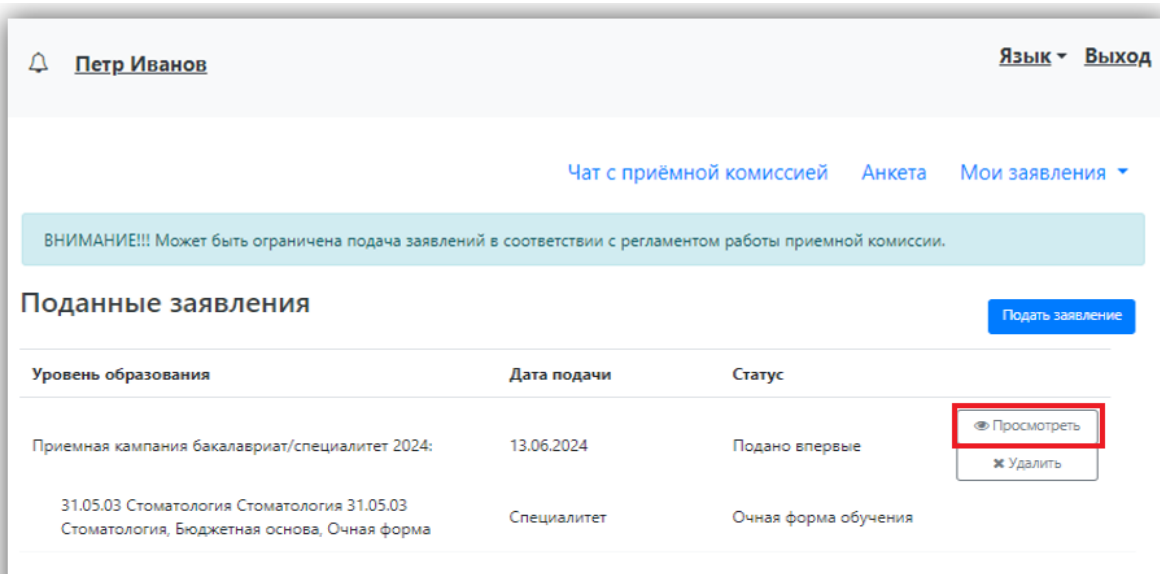 Петр Иванов
Язык Выход
Чат с приёмной комиссией Анкета Мои заявления
ВНИМАНИЕ!!! Может быть ограничена подача заявлений в соответствии с регламентом работы приемной комиссии.
Поданные заявления
Подать заявление
Уровень образования Дата подачи Статус
Приемная кампания бакалавриат/специалитет 2024: 13.06.2024 Подано впервые
Просмотреть
Удалить
31.05.03 Стоматология Стоматология 31.05.03
Стоматология, Бюджетная основа, Очная форма
Специалитет Очная форма обучения